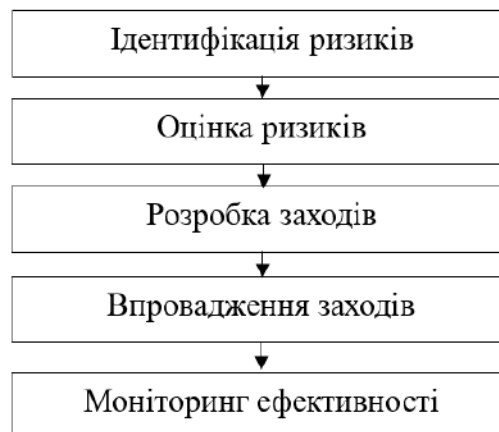 Ідентифікація ризиків
Оцінка ризиків
Розробка заходів
Впровадження заходів
Моніторинг ефективності